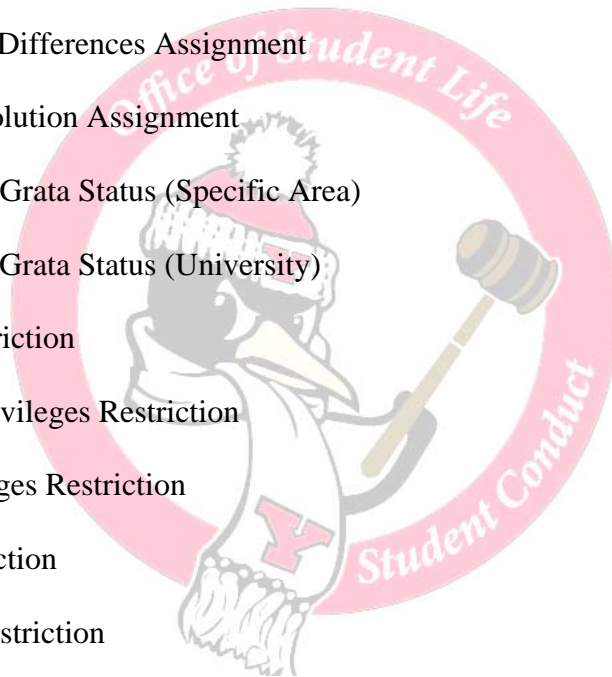 Differences Assignment
olution Assignment
Grata Status (Specific Area)
Grata Status (University)
riction
vileges Restriction
ges Restriction
ction
striction
Office of Student Life
Y
Y
Student Conduct